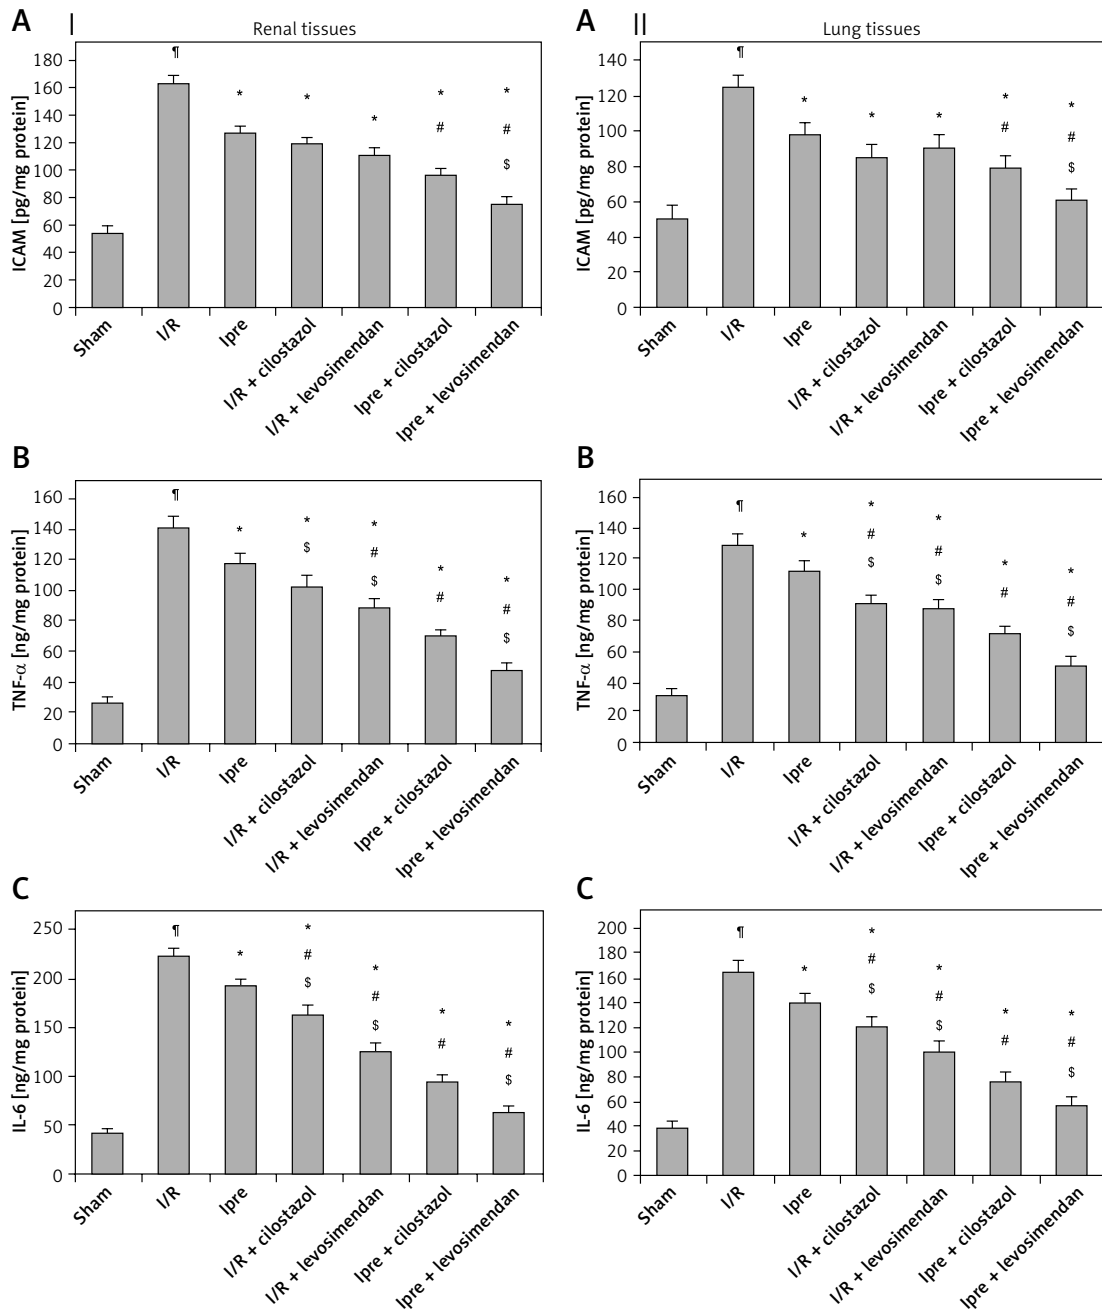 A I Renal tissues
ICAM [pg/mg protein]
180
160
140
120
100
80
60
40
20
0
¶
* * * * *
# #
$
Sham
I/R
Ipre
I/R + cilostazol
I/R + levosimendan
Ipre + cilostazol
Ipre + levosimendan
A II Lung tissues
ICAM [pg/mg protein]
140
120
100
80
60
40
20
0
¶
* * * * *
# #
$
Sham
I/R
Ipre
I/R + cilostazol
I/R + levosimendan
Ipre + cilostazol
Ipre + levosimendan
B
TNF-α [ng/mg protein]
160
140
120
100
80
60
40
20
0
¶
* * * * *
# # #
$ $ $
Sham
I/R
Ipre
I/R + cilostazol
I/R + levosimendan
Ipre + cilostazol
Ipre + levosimendan
B
TNF-α [ng/mg protein]
160
140
120
100
80
60
40
20
0
¶
* * * * *
# # # #
$ $ $
Sham
I/R
Ipre
I/R + cilostazol
I/R + levosimendan
Ipre + cilostazol
Ipre + levosimendan
C
IL-6 [ng/mg protein]
250
200
150
100
50
0
¶
* * * * *
# # # #
$ $ $
Sham
I/R
Ipre
I/R + cilostazol
I/R + levosimendan
Ipre + cilostazol
Ipre + levosimendan
C
IL-6 [ng/mg protein]
200
180
160
140
120
100
80
60
40
20
0
¶
* * * * *
# # # #
$ $ $
Sham
I/R
Ipre
I/R + cilostazol
I/R + levosimendan
Ipre + cilostazol
Ipre + levosimendan